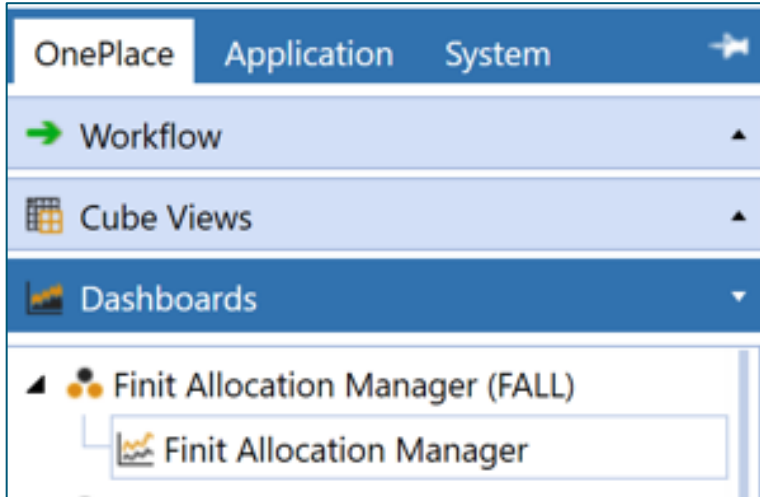 OnePlace Application System
Workflow
Cube Views
Dashboards
Finit Allocation Manager (FALL)
Finit Allocation Manager